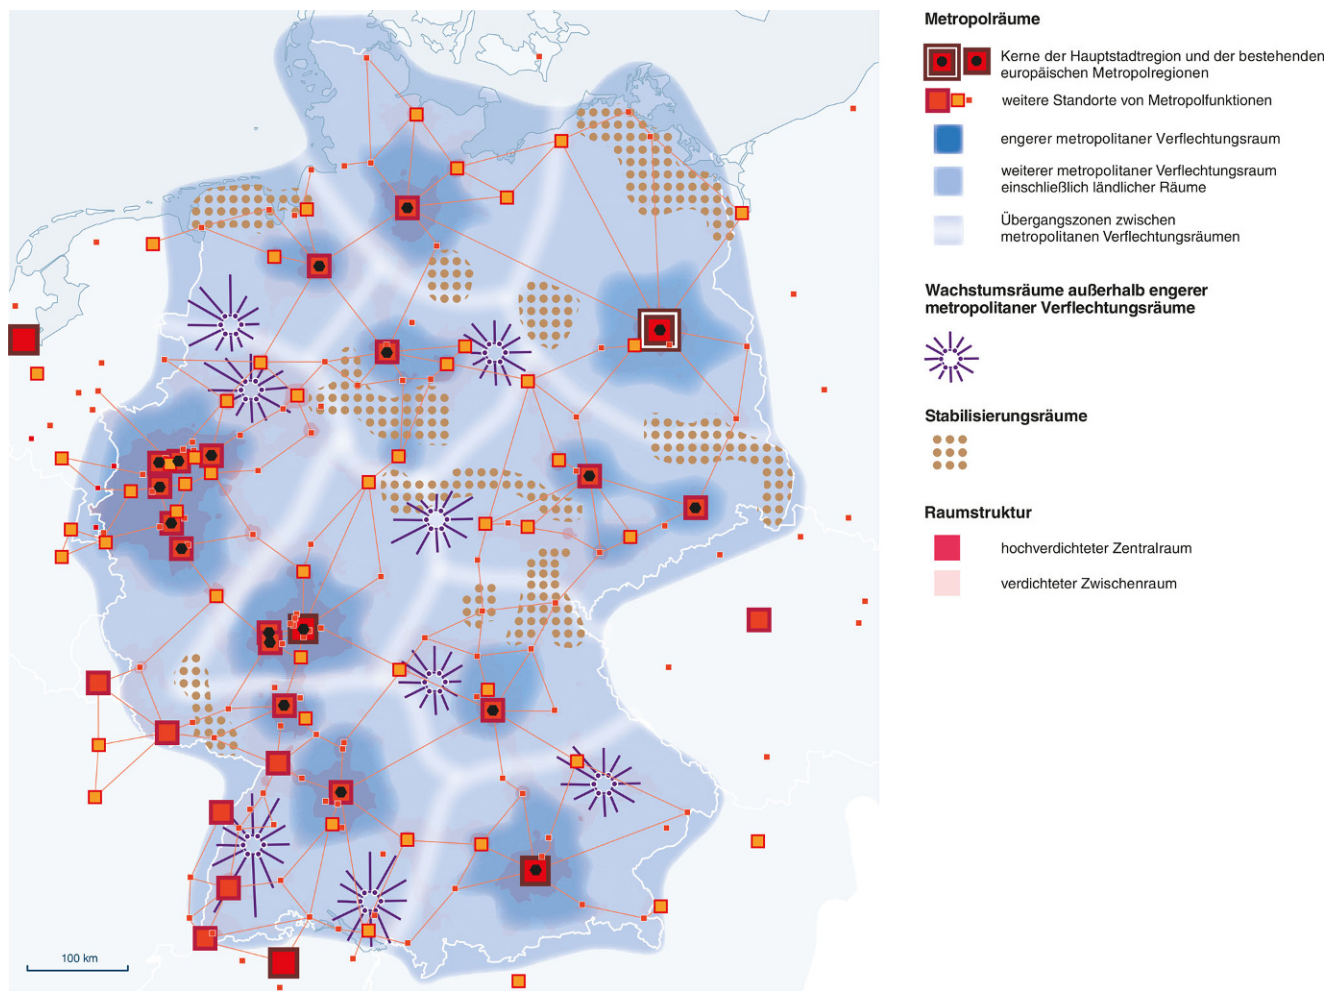 Metropolräume
Kerne der Hauptstadtregion und der bestehenden
europäischen Metropolregionen
weitere Standorte von Metropolfunktionen
engerer metropolitaner Verflechtungsraum
weiterer metropolitaner Verflechtungsraum
einschließlich ländlicher Räume
Übergangszonen zwischen
metropolitanen Verflechtungsräumen
Wachstumsräume außerhalb engerer
metropolitaner Verflechtungsräume
Stabilisierungsräume
Raumstruktur
hochverdichteter Zentralraum
verdichteter Zwischenraum
100 km